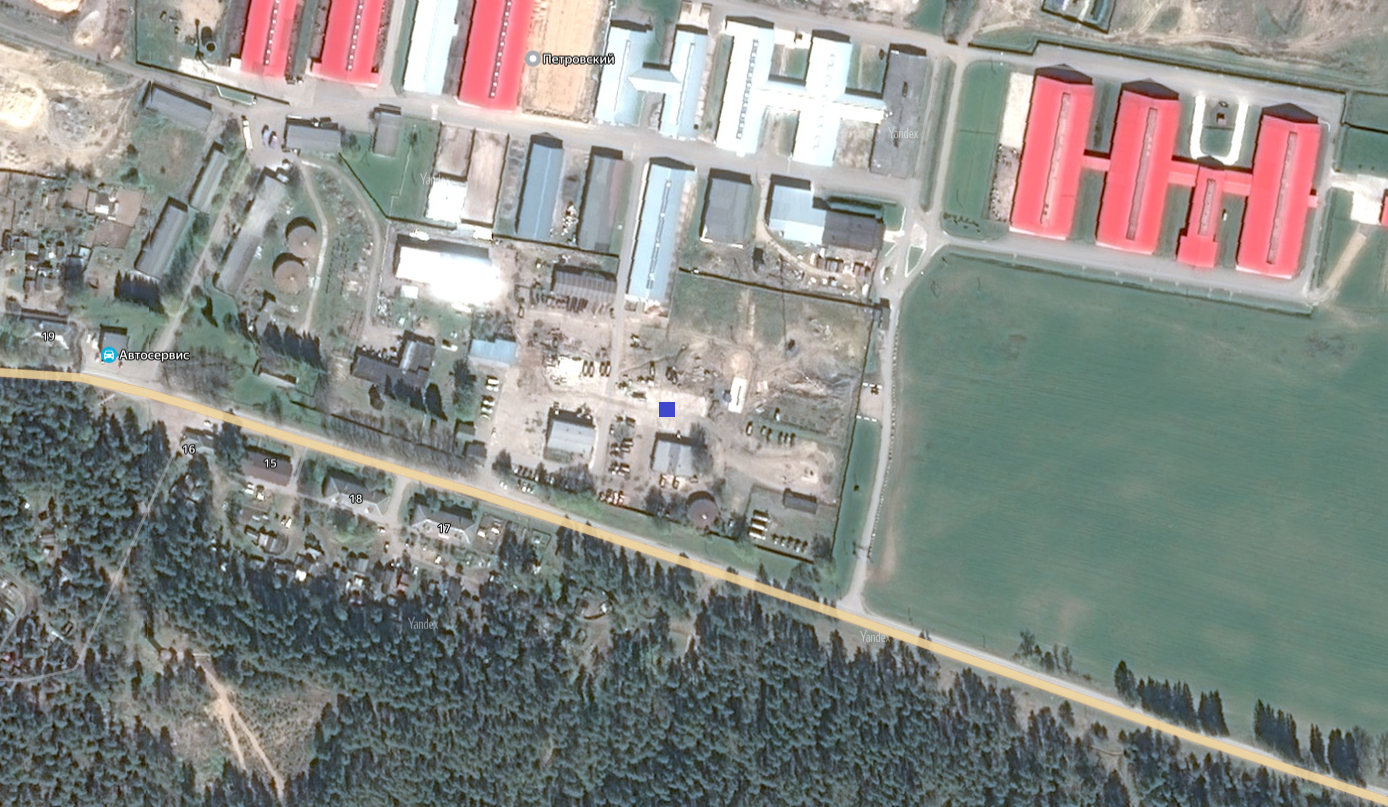 Петровский
Yandex
Yandex
19
Автосервис
16
15
18
17
Yandex
Yandex